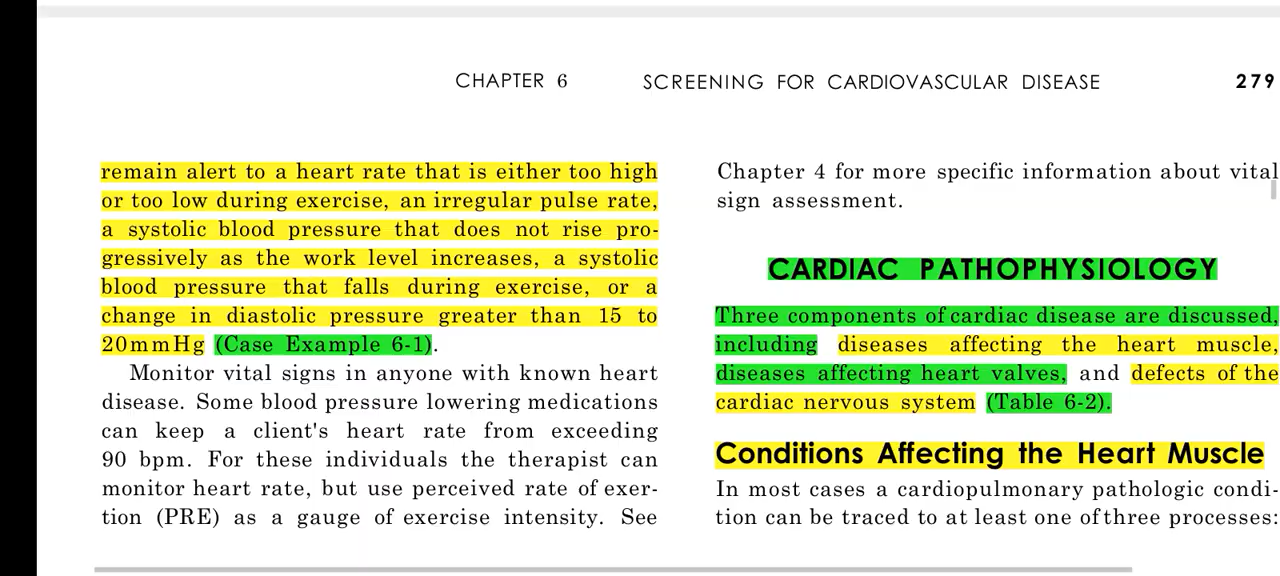 CHAPTER 6 SCREENING FOR CARDIOVASCULAR DISEASE 279
remain alert to a heart rate that is either too high
or too low during exercise, an irregular pulse rate,
a systolic blood pressure that does not rise pro-
gressively as the work level increases, a systolic
blood pressure that falls during exercise, or a
change in diastolic pressure greater than 15 to
20mmHg (Case Example 6-1).
Monitor vital signs in anyone with known heart
disease. Some blood pressure lowering medications
can keep a client's heart rate from exceeding
90 bpm. For these individuals the therapist can
monitor heart rate, but use perceived rate of exer-
tion (PRE) as a gauge of exercise intensity. See
Chapter 4 for more specific information about vital
sign assessment.
CARDIAC PATHOPHYSIOLOGY
Three components of cardiac disease are discussed,
including diseases affecting the heart muscle,
diseases affecting heart valves, and defects of the
cardiac nervous system (Table 6-2).
Conditions Affecting the Heart Muscle
In most cases a cardiopulmonary pathologic condi-
tion can be traced to at least one of three processes: